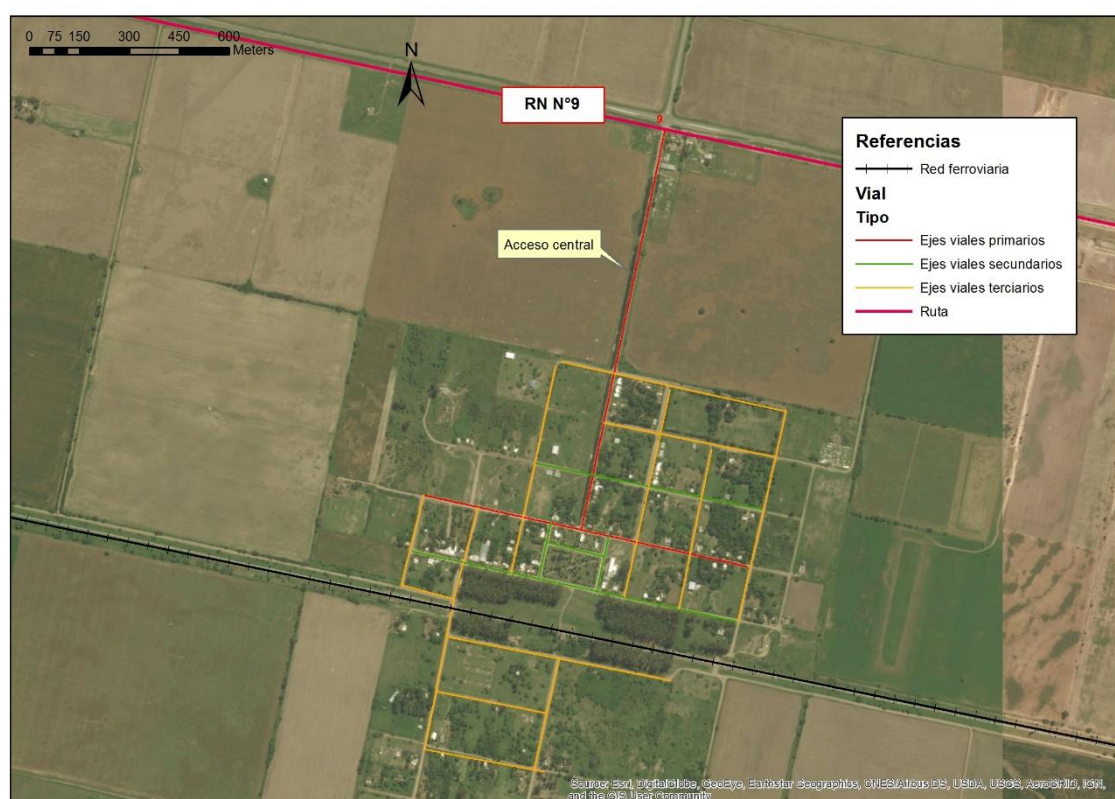 0 75 150 300 450 600
Meters
N
RN N°9
9
Acceso central
Referencias
Red ferroviaria
Vial
Tipo
Ejes viales primarios
Ejes viales secundarios
Ejes viales terciarios
Ruta
Source: Esri, DigitalGlobe, GeoEye, Earthstar Geographics, CNES/Airbus DS, USDA, USGS, AeroGRID, IGN,
and the GIS User Community